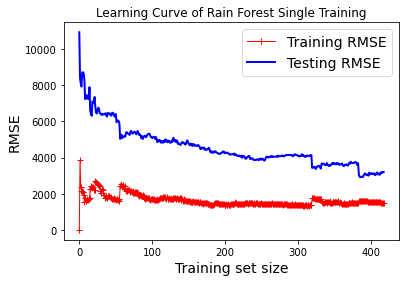 Learning Curve of Rain Forest Single Training
Training RMSE
Testing RMSE
10000
8000
6000
4000
2000
0
RMSE
0 100 200 300 400
Training set size